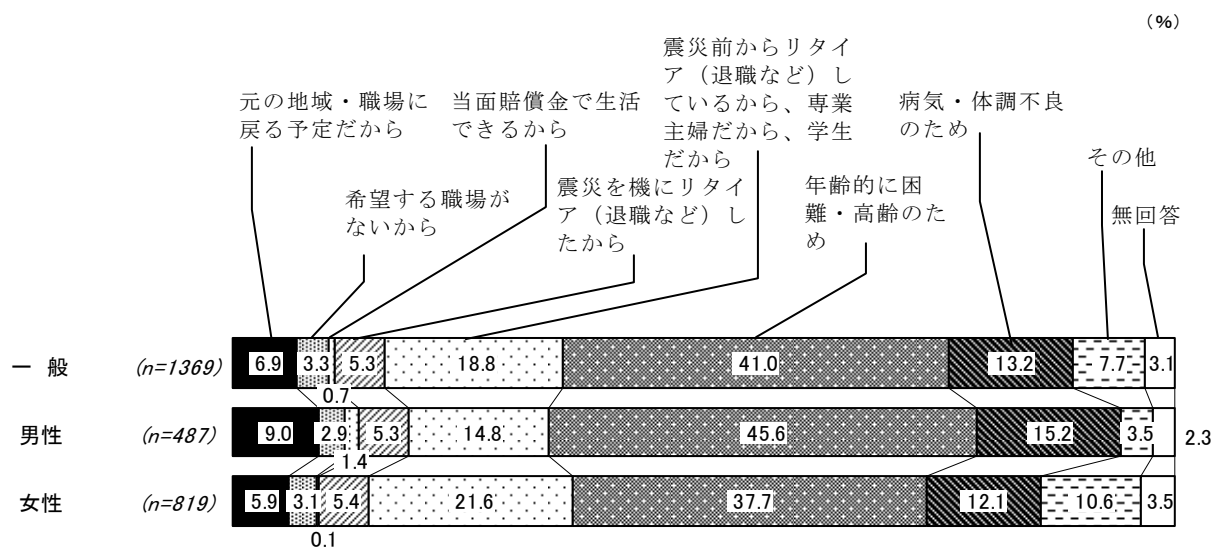 (%)
元の地域・職場に
戻る予定だから
希望する職場が
ないから
当面賠償金で生活
できるから
震災を機にリタイ
ア（退職など）し
たから
震災前からリタイ
ア（退職など）し
ているから、専業
主婦だから、学生
だから
年齢的に困
難・高齢のた
め
病気・体調不良
のため
その他
無回答
一 般 (n=1369) 6.9 3.3 0.7 5.3 18.8 41.0 13.2 7.7 3.1
男性 (n=487) 9.0 2.9 1.4 5.3 14.8 45.6 15.2 3.5 2.3
女性 (n=819) 5.9 3.1 0.1 5.4 21.6 37.7 12.1 10.6 3.5